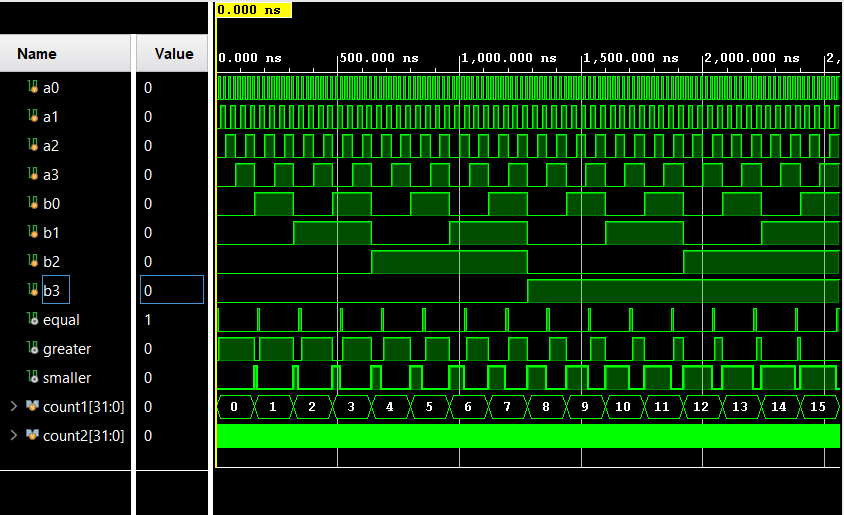 0.000 ns
Name Value
0.000 ns 500.000 ns 1,000.000 ns 1,500.000 ns 2,000.000 ns 2,
a0 0
a1 0
a2 0
a3 0
b0 0
b1 0
b2 0
b3 0
equal 1
greater 0
smaller 0
count1[31:0] 0 0 1 2 3 4 5 6 7 8 9 10 11 12 13 14 15
count2[31:0] 0